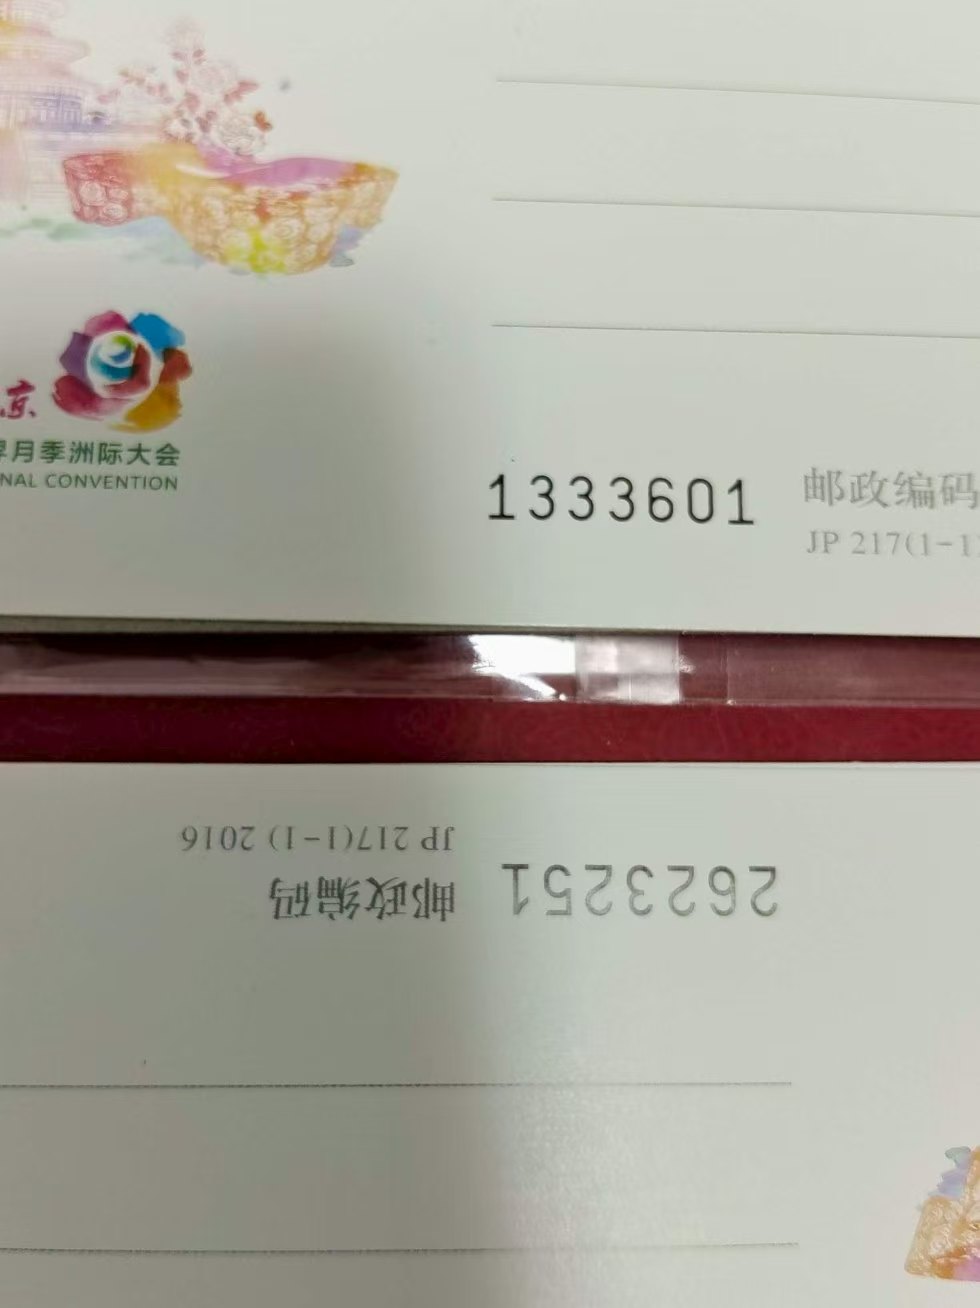 京
月季洲际大会
NAL CONVENTION
1333601
邮政编码
JP 217(1-1
2623251
邮政编码
JP 217(1-1) 2016